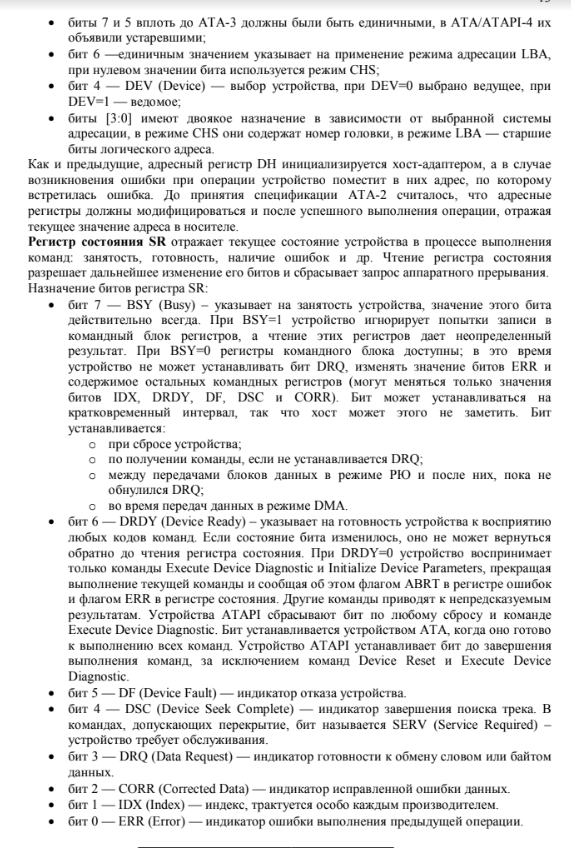 • биты 7 и 5 вплоть до ATA-3 должны были быть единичными, в ATA/ATAPI-4 их
объявили устаревшими;
• бит 6 —единичным значением указывает на применение режима адресации LBA,
при нулевом значении бита используется режим CHS;
• бит 4 — DEV (Device) — выбор устройства, при DEV=0 выбрано ведущее, при
DEV=1 — ведомое;
• биты [3:0] имеют двоякое назначение в зависимости от выбранной системы
адресации, в режиме CHS они содержат номер головки, в режиме LBA — старшие
биты логического адреса.
Как и предыдущие, адресный регистр DH инициализируется хост-адаптером, а в случае
возникновения ошибки при операции устройство поместит в них адрес, по которому
встретилась ошибка. До принятия спецификации ATA-2 считалось, что адресные
регистры должны модифицироваться и после успешного выполнения операции, отражая
текущее значение адреса в носителе.
Регистр состояния SR отражает текущее состояние устройства в процессе выполнения
команд: занятость, готовность, наличие ошибок и др. Чтение регистра состояния
разрешает дальнейшее изменение его битов и сбрасывает запрос аппаратного прерывания.
Назначение битов регистра SR:
• бит 7 — BSY (Busy) – указывает на занятость устройства, значение этого бита
действительно всегда. При BSY=1 устройство игнорирует попытки записи в
командный блок регистров, а чтение этих регистров дает неопределенный
результат. При BSY=0 регистры командного блока доступны; в это время
устройство не может устанавливать бит DRQ, изменять значение битов ERR и
содержимое остальных командных регистров (могут меняться только значения
битов IDX, DRDY, DF, DSC и CORR). Бит может устанавливаться на
кратковременный интервал, так что хост может этого не заметить. Бит
устанавливается:
o при сбросе устройства;
o по получении команды, если не устанавливается DRQ;
o между передачами блоков данных в режиме PIO и после них, пока не
обнулился DRQ;
o во время передач данных в режиме DMA.
• бит 6 — DRDY (Device Ready) – указывает на готовность устройства к восприятию
любых кодов команд. Если состояние бита изменилось, оно не может вернуться
обратно до чтения регистра состояния. При DRDY=0 устройство воспринимает
только команды Execute Device Diagnostic и Initialize Device Parameters, прекращая
выполнение текущей команды и сообщая об этом флагом ABRT в регистре ошибок
и флагом ERR в регистре состояния. Другие команды приводят к непредсказуемым
результатам. Устройства ATAPI сбрасывают бит по любому сбросу и команде
Execute Device Diagnostic. Бит устанавливается устройством ATA, когда оно готово
к выполнению всех команд. Устройство ATAPI устанавливает бит до завершения
выполнения команд, за исключением команд Device Reset и Execute Device
Diagnostic.
• бит 5 — DF (Device Fault) — индикатор отказа устройства.
• бит 4 — DSC (Device Seek Complete) — индикатор завершения поиска трека. В
командах, допускающих перекрытие, бит называется SERV (Service Required) –
устройство требует обслуживания.
• бит 3 — DRQ (Data Request) — индикатор готовности к обмену словом или байтом
данных.
• бит 2 — CORR (Corrected Data) — индикатор исправленной ошибки данных.
• бит 1 — IDX (Index) — индекс, трактуется особо каждым производителем.
• бит 0 — ERR (Error) — индикатор ошибки выполнения предыдущей операции.